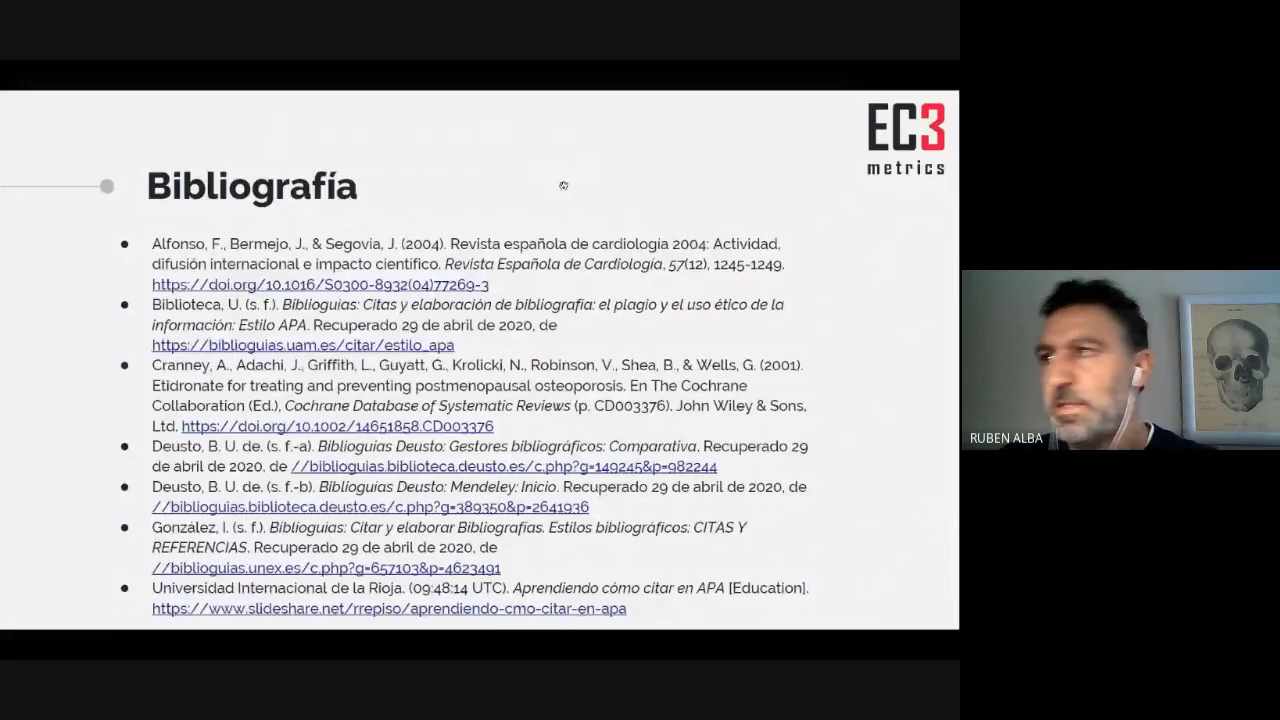 EC3
metrics
Bibliografía
Alfonso, F., Bermejo, J., & Segovia, J. (2004). Revista española de cardiología 2004: Actividad,
difusión internacional e impacto científico. Revista Española de Cardiología, 57(12), 1245-1249.
https://doi.org/10.1016/S0300-8932(04)77269-3
Biblioteca, U. (s. f.). Biblioguías: Citas y elaboración de bibliografía: el plagio y el uso ético de la
información: Estilo APA. Recuperado 29 de abril de 2020, de
https://biblioguias.uam.es/citar/estilo_apa
Cranney, A., Adachi, J., Griffith, L., Guyatt, G., Krolicki, N., Robinson, V., Shea, B., & Wells, G. (2001).
Etidronate for treating and preventing postmenopausal osteoporosis. En The Cochrane
Collaboration (Ed.), Cochrane Database of Systematic Reviews (p. CD003376). John Wiley & Sons,
Ltd. https://doi.org/10.1002/14651858.CD003376
Deusto, B. U. de. (s. f.-a). Biblioguías Deusto: Gestores bibliográficos: Comparativa. Recuperado 29
de abril de 2020, de //biblioguias.biblioteca.deusto.es/c.php?g=149245&p=982244
Deusto, B. U. de. (s. f.-b). Biblioguías Deusto: Mendeley: Inicio. Recuperado 29 de abril de 2020, de
//biblioguias.biblioteca.deusto.es/c.php?g=389350&p=2641936
González, I. (s. f.). Biblioguías: Citar y elaborar Bibliografías. Estilos bibliográficos: CITAS Y
REFERENCIAS. Recuperado 29 de abril de 2020, de
//biblioguias.unex.es/c.php?g=657103&p=4623491
Universidad Internacional de la Rioja. (09:48:14 UTC). Aprendiendo cómo citar en APA [Education].
https://www.slideshare.net/rrepiso/aprendiendo-cmo-citar-en-apa
RUBEN ALBA